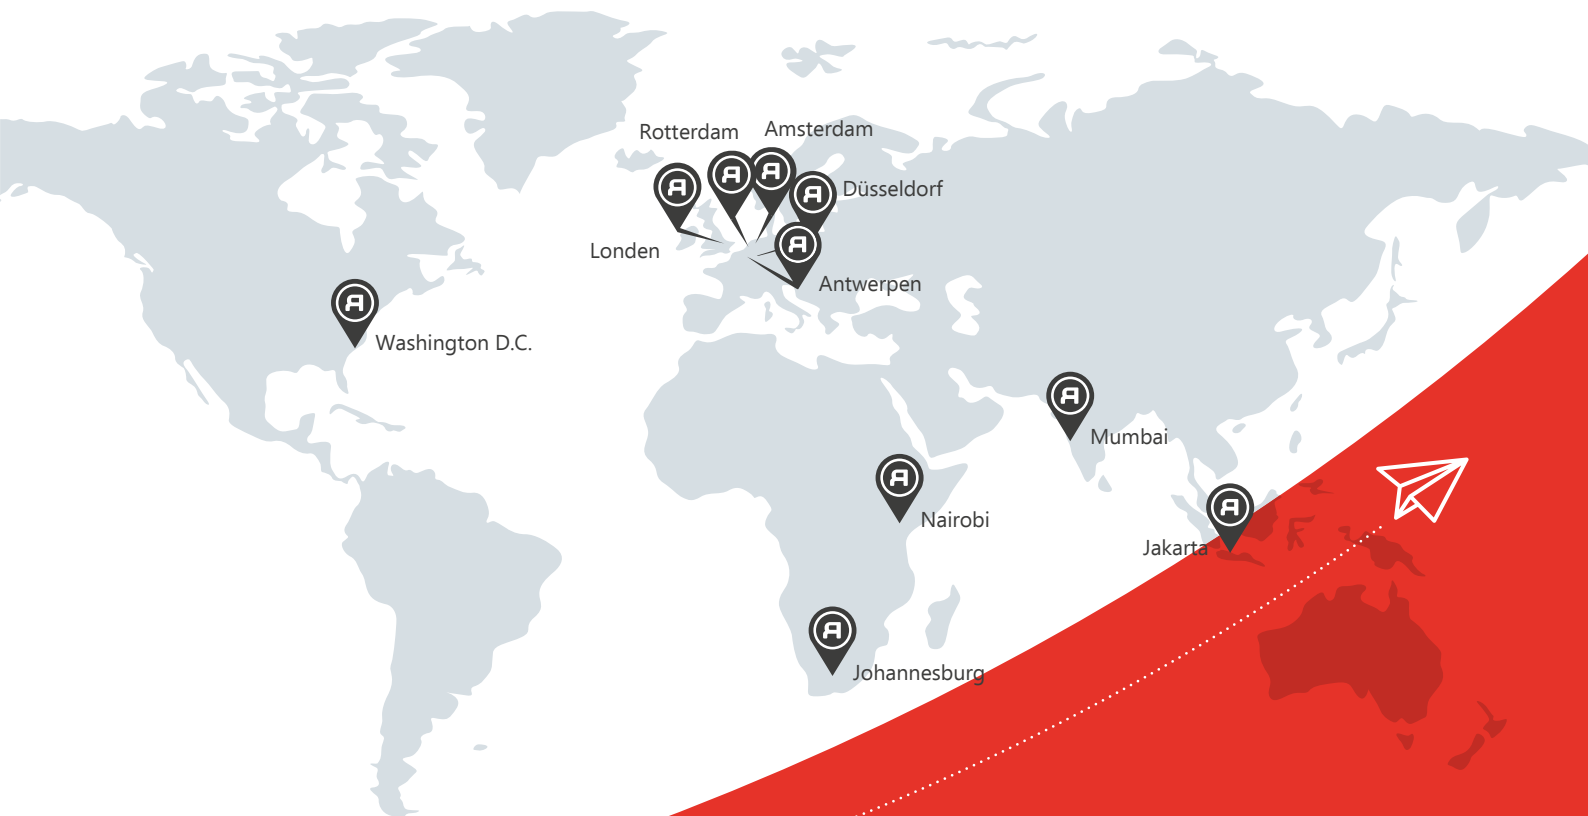 Rotterdam
Amsterdam
Düsseldorf
Londen
Antwerpen
Washington D.C.
Mumbai
Nairobi
Jakarta
Johannesburg